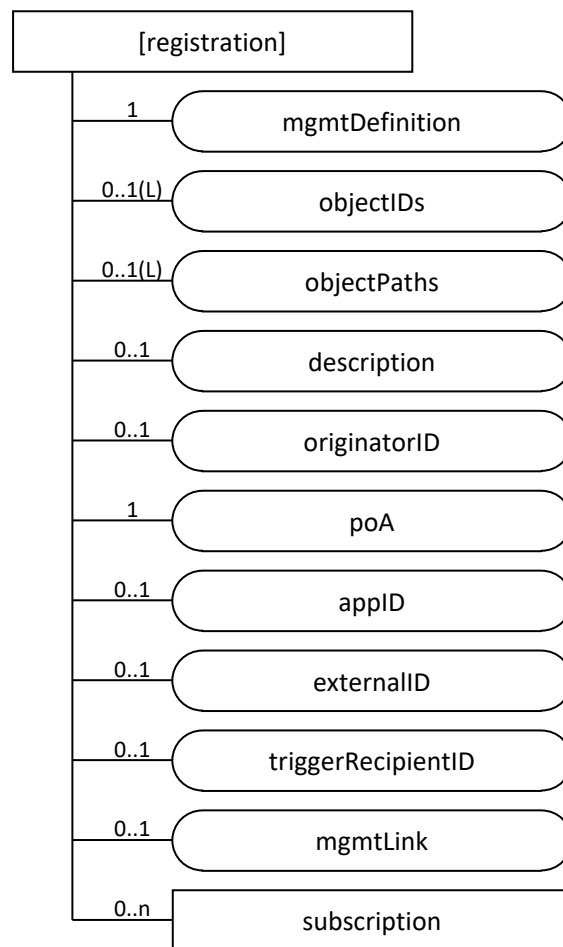 [registration]
1
mgmtDefinition
0..1(L)
objectIDs
0..1(L)
objectPaths
0..1
description
0..1
originatorID
1
poA
0..1
appID
0..1
externalID
0..1
triggerRecipientID
0..1
mgmtLink
0..n
subscription